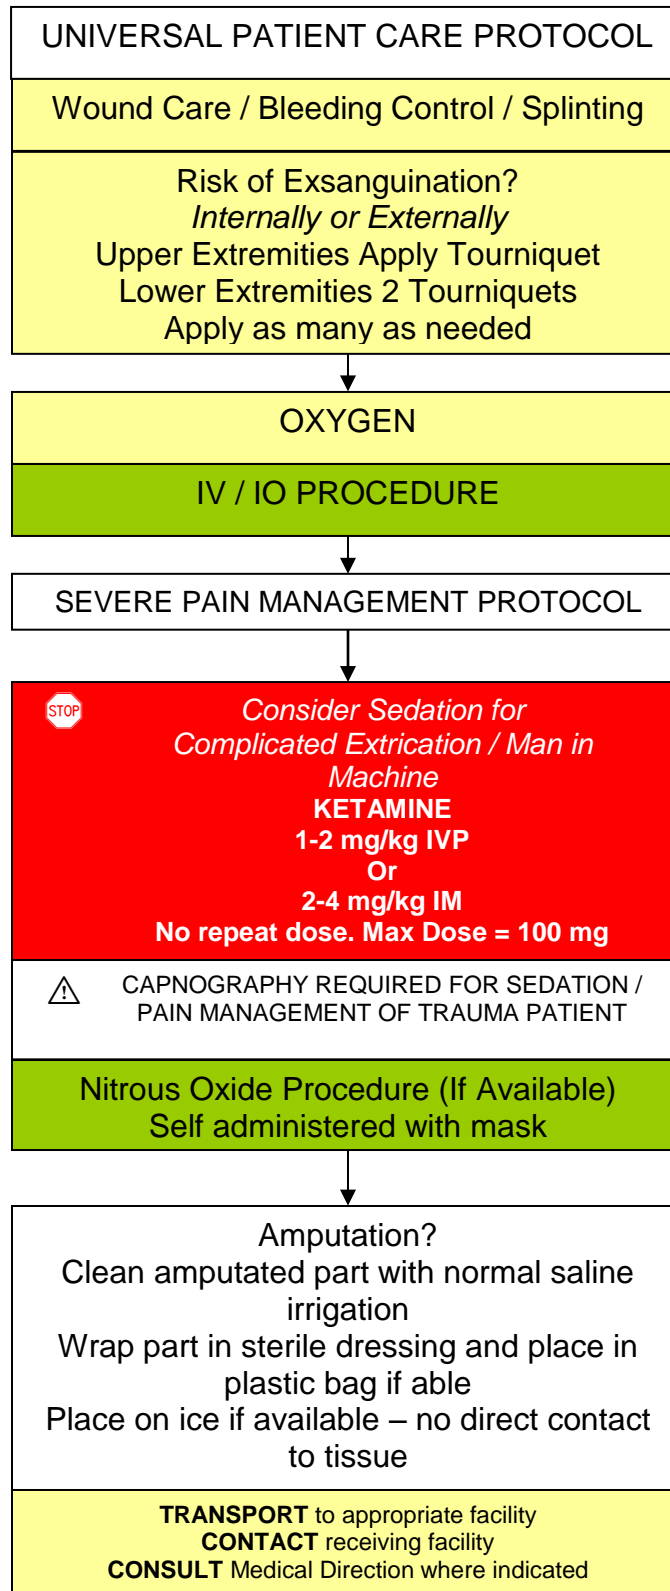 UNIVERSAL PATIENT CARE PROTOCOL
Wound Care / Bleeding Control / Splinting
Risk of Exsanguination?
Internally or Externally
Upper Extremities Apply Tourniquet
Lower Extremities 2 Tourniquets
Apply as many as needed
OXYGEN
IV / IO PROCEDURE
SEVERE PAIN MANAGEMENT PROTOCOL
STOP
Consider Sedation for
Complicated Extrication / Man in
Machine
KETAMINE
1-2 mg/kg IVP
Or
2-4 mg/kg IM
No repeat dose. Max Dose = 100 mg
CAPNOGRAPHY REQUIRED FOR SEDATION /
PAIN MANAGEMENT OF TRAUMA PATIENT
Nitrous Oxide Procedure (If Available)
Self administered with mask
Amputation?
Clean amputated part with normal saline
irrigation
Wrap part in sterile dressing and place in
plastic bag if able
Place on ice if available – no direct contact
to tissue
TRANSPORT to appropriate facility
CONTACT receiving facility
CONSULT Medical Direction where indicated